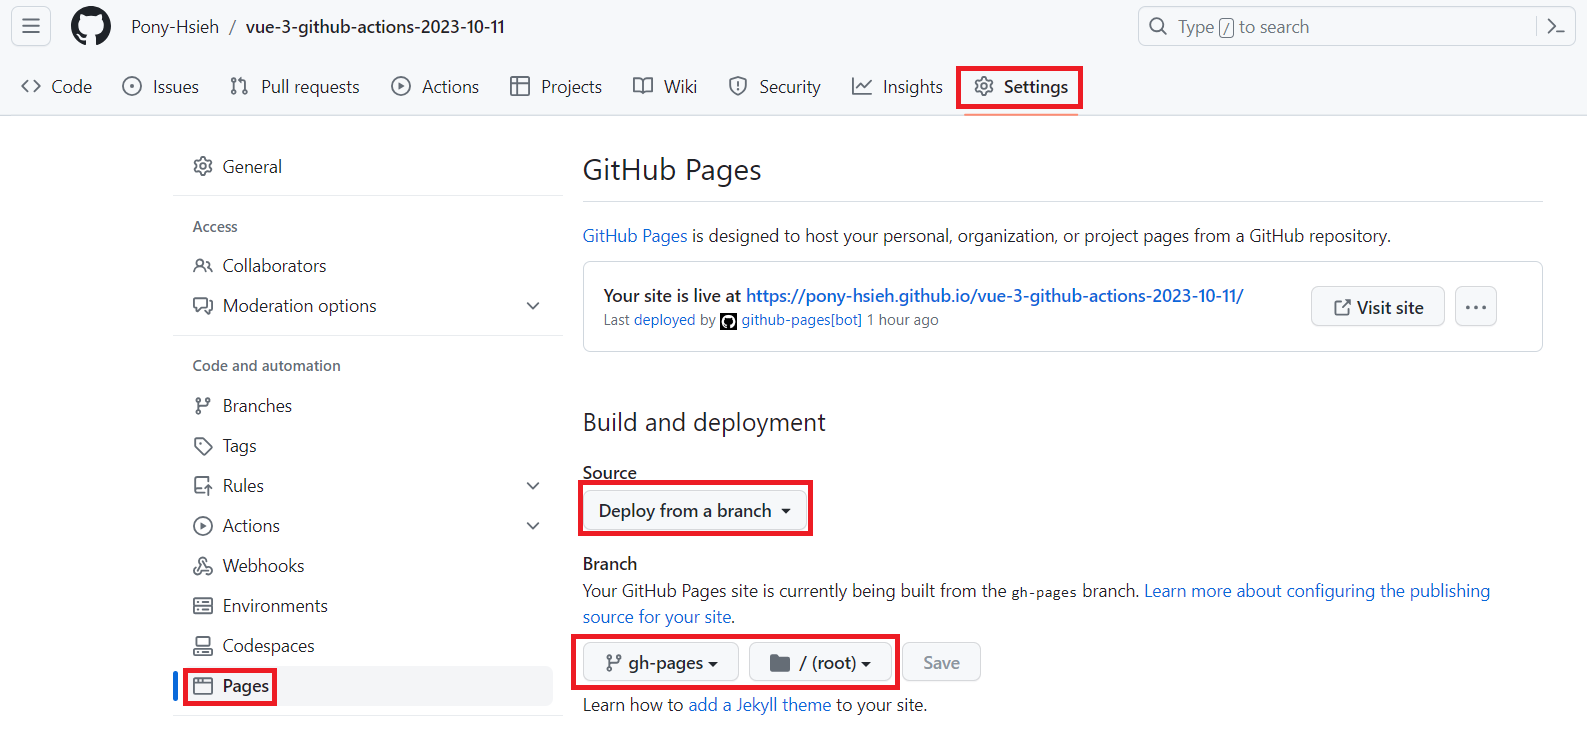 Pony-Hsieh / vue-3-github-actions-2023-10-11
Type / to search
Code Issues Pull requests Actions Projects Wiki Security Insights Settings
General
Access
Collaborators
Moderation options
Code and automation
Branches
Tags
Rules
Actions
Webhooks
Environments
Codespaces
Pages
GitHub Pages
GitHub Pages is designed to host your personal, organization, or project pages from a GitHub repository.
Your site is live at https://pony-hsieh.github.io/vue-3-github-actions-2023-10-11/
Last deployed by github-pages[bot] 1 hour ago
Visit site
Build and deployment
Source
Deploy from a branch
Branch
Your GitHub Pages site is currently being built from the gh-pages branch. Learn more about configuring the publishing
source for your site.
gh-pages / (root) Save
Learn how to add a Jekyll theme to your site.